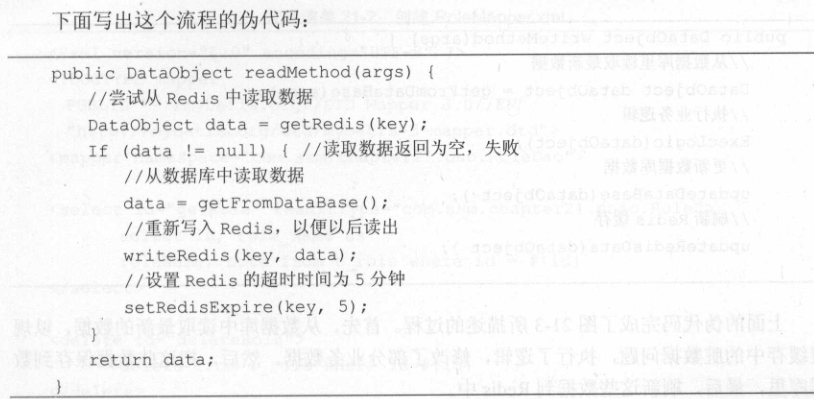 下面写出这个流程的伪代码：
public DataObject readMethod(args) {
//尝试从 Redis 中读取数据
DataObject data = getRedis(key);
If (data != null) { //读取数据返回为空，失败
//从数据库中读取数据
data = getFromDataBase();
//重新写入 Redis，以便以后读出
writeRedis(key, data);
//设置 Redis 的超时时间为 5 分钟
setRedisExpire(key, 5);
}
return data;
}